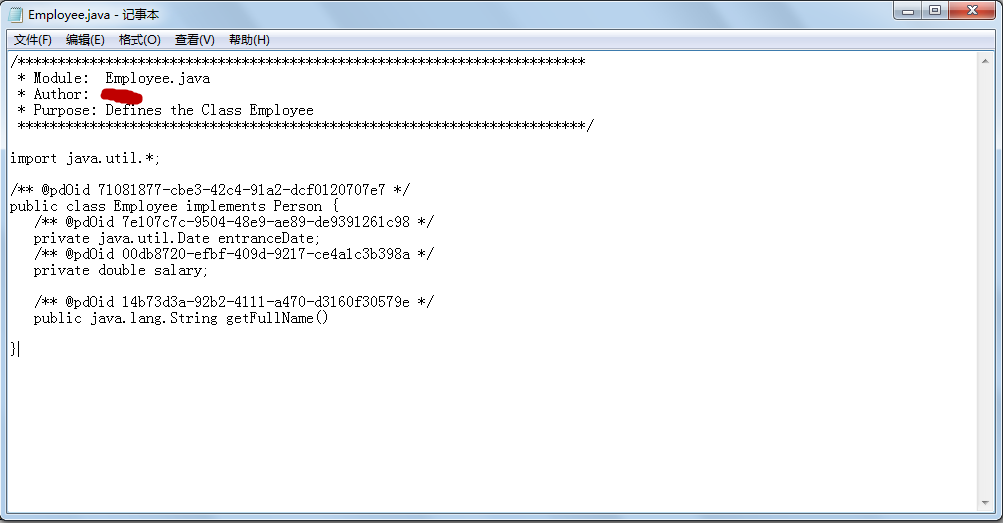 Employee.java - 记事本
文件(F) 编辑(E) 格式(O) 查看(V) 帮助(H)
/***********************************************************************
 * Module:  Employee.java
 * Author:
 * Purpose: Defines the Class Employee
 ***********************************************************************/
import java.util.*;
/** @pdOid 71081877-cbe3-42c4-91a2-dcf0120707e7 */
public class Employee implements Person {
   /** @pdOid 7e107c7c-9504-48e9-ae89-de9391261c98 */
   private java.util.Date entranceDate;
   /** @pdOid 00db8720-efbf-409d-9217-ce4a1c3b398a */
   private double salary;
   /** @pdOid 14b73d3a-92b2-4111-a470-d3160f30579e */
   public java.lang.String getFullName()
}